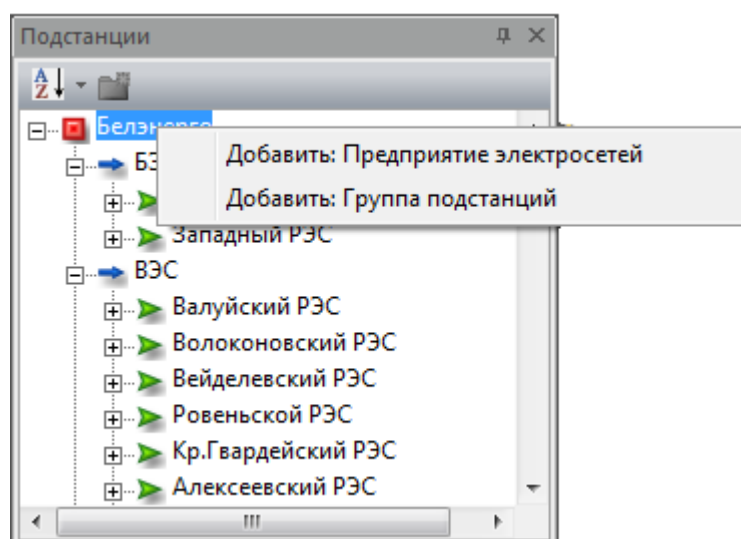 Подстанции
Добавить: Предприятие электросетей
Добавить: Группа подстанций
Западный РЭС
ВЭС
Валуйский РЭС
Волоконовский РЭС
Вейделевский РЭС
Ровеньской РЭС
Кр.Гвардейский РЭС
Алексеевский РЭС